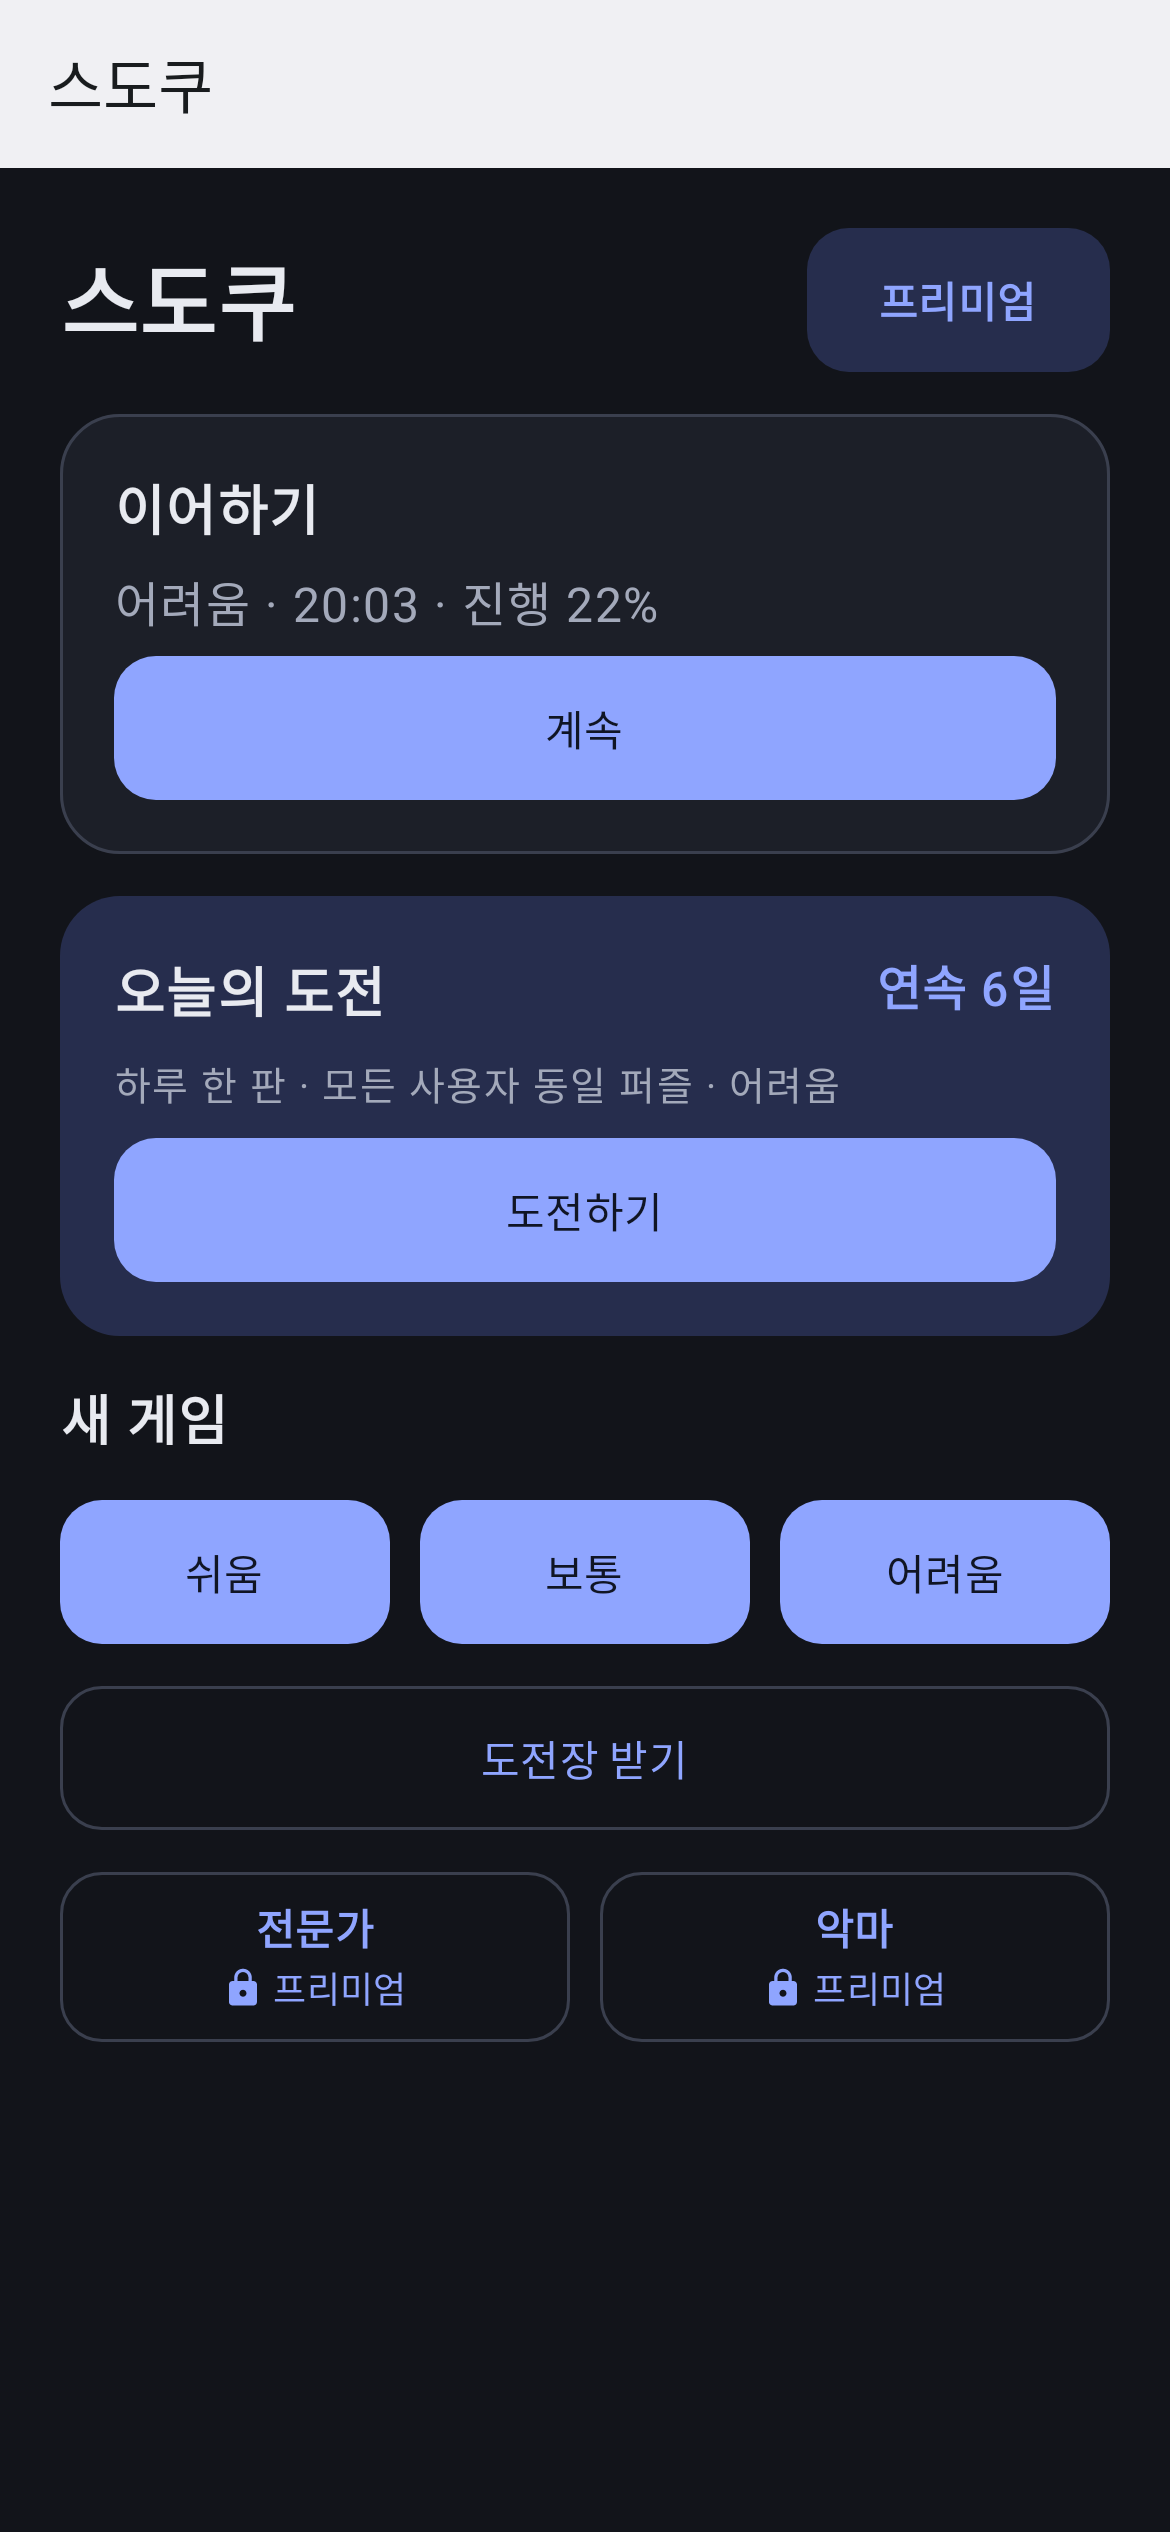 스도쿠
스도쿠
프리미엄
이어하기
어려움 · 20:03 · 진행 22%
계속
오늘의 도전
연속 6일
하루 한 판 · 모든 사용자 동일 퍼즐 · 어려움
도전하기
새 게임
쉬움
보통
어려움
도전장 받기
전문가
프리미엄
악마
프리미엄